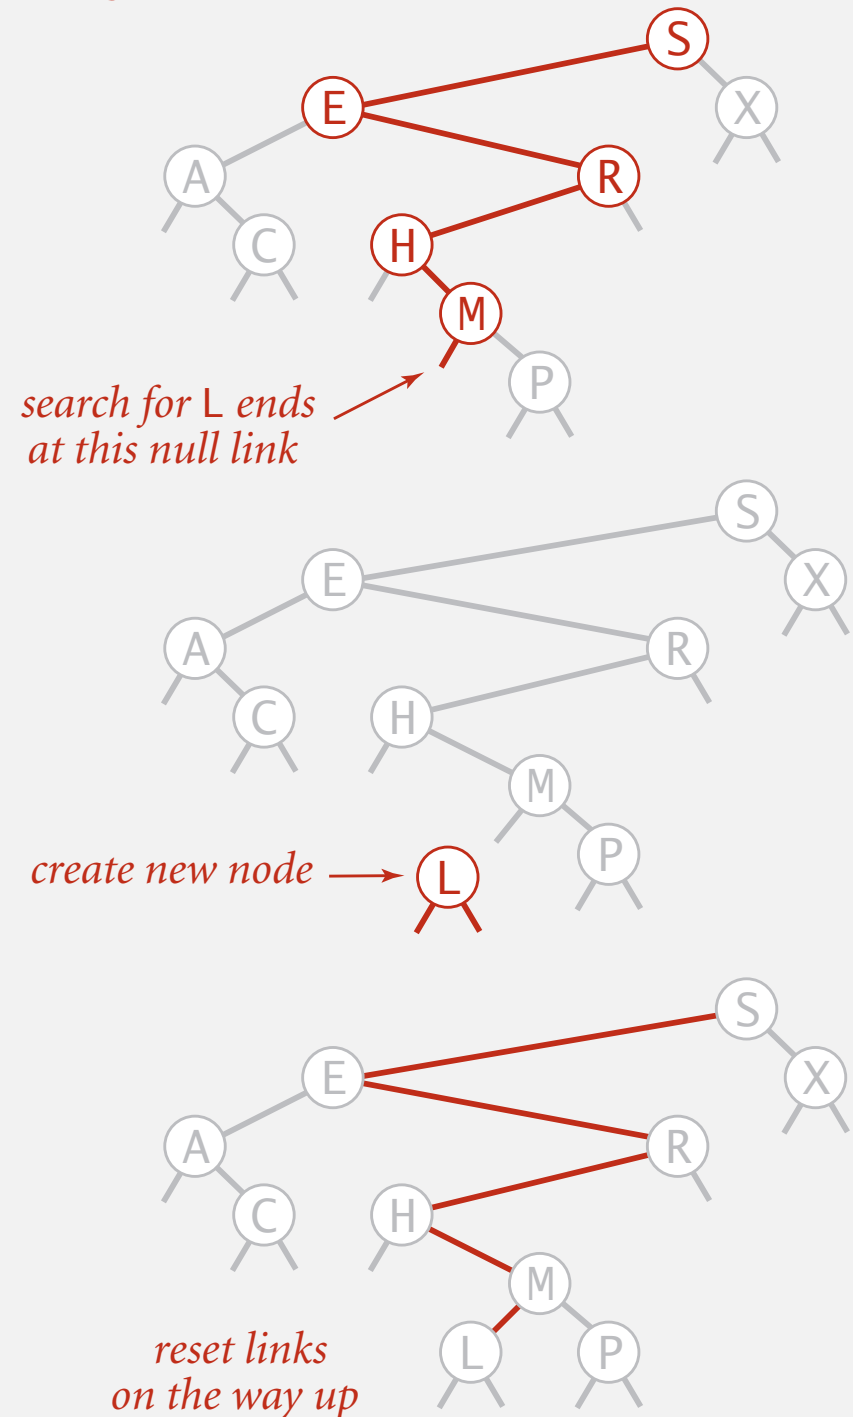 S
E
X
A
R
C
H
M
P
search for L ends
at this null link
S
E
X
A
R
C
H
M
P
create new node
L
S
E
X
A
R
C
H
M
L
P
reset links
on the way up